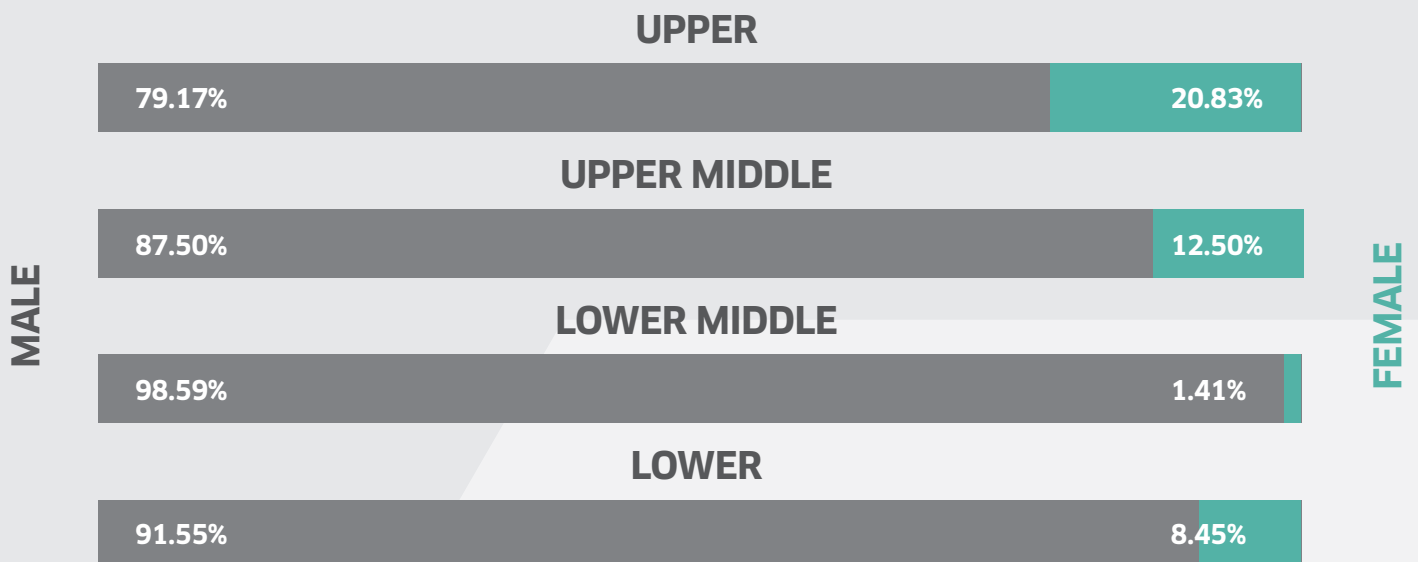 UPPER
79.17% 20.83%
UPPER MIDDLE
87.50% 12.50%
MALE
FEMALE
LOWER MIDDLE
98.59% 1.41%
LOWER
91.55% 8.45%